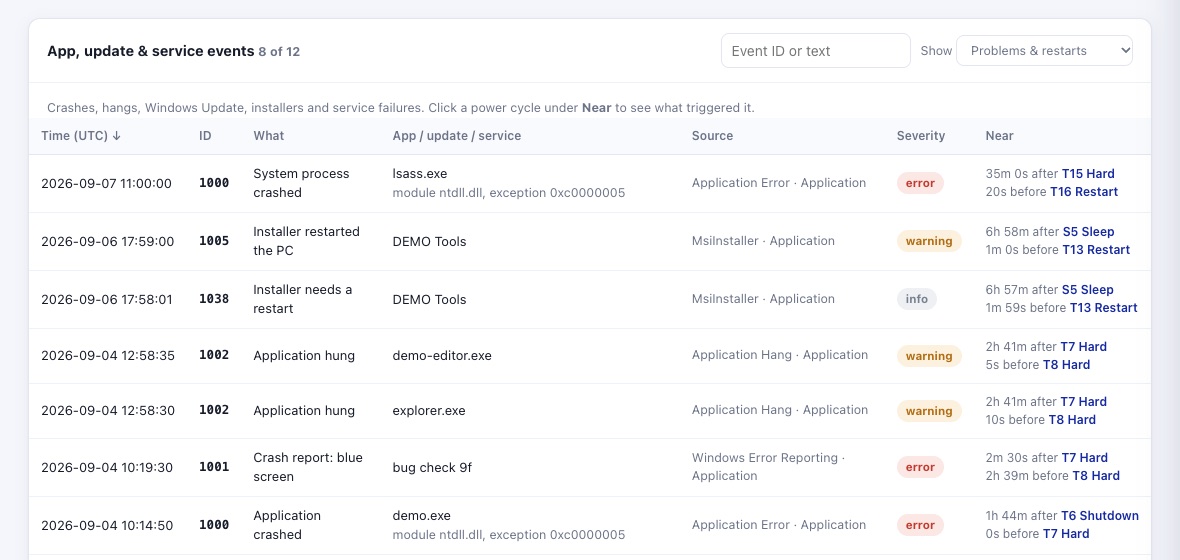 App, update & service events 8 of 12
Event ID or text
Show
Problems & restarts
Crashes, hangs, Windows Update, installers and service failures. Click a power cycle under Near to see what triggered it.
Time (UTC) ↓ ID What App / update / service Source Severity Near
2026-09-07 11:00:00 1000 System process crashed lsass.exe module ntdll.dll, exception 0xc0000005 Application Error · Application error 35m 0s after T15 Hard 20s before T16 Restart
2026-09-06 17:59:00 1005 Installer restarted the PC DEMO Tools MsiInstaller · Application warning 6h 58m after S5 Sleep 1m 0s before T13 Restart
2026-09-06 17:58:01 1038 Installer needs a restart DEMO Tools MsiInstaller · Application info 6h 57m after S5 Sleep 1m 59s before T13 Restart
2026-09-04 12:58:35 1002 Application hung demo-editor.exe Application Hang · Application warning 2h 41m after T7 Hard 5s before T8 Hard
2026-09-04 12:58:30 1002 Application hung explorer.exe Application Hang · Application warning 2h 41m after T7 Hard 10s before T8 Hard
2026-09-04 10:19:30 1001 Crash report: blue screen bug check 9f Windows Error Reporting · Application error 2m 30s after T7 Hard 2h 39m before T8 Hard
2026-09-04 10:14:50 1000 Application crashed demo.exe module ntdll.dll, exception 0xc0000005 Application Error · Application error 1h 44m after T6 Shutdown 0s before T7 Hard